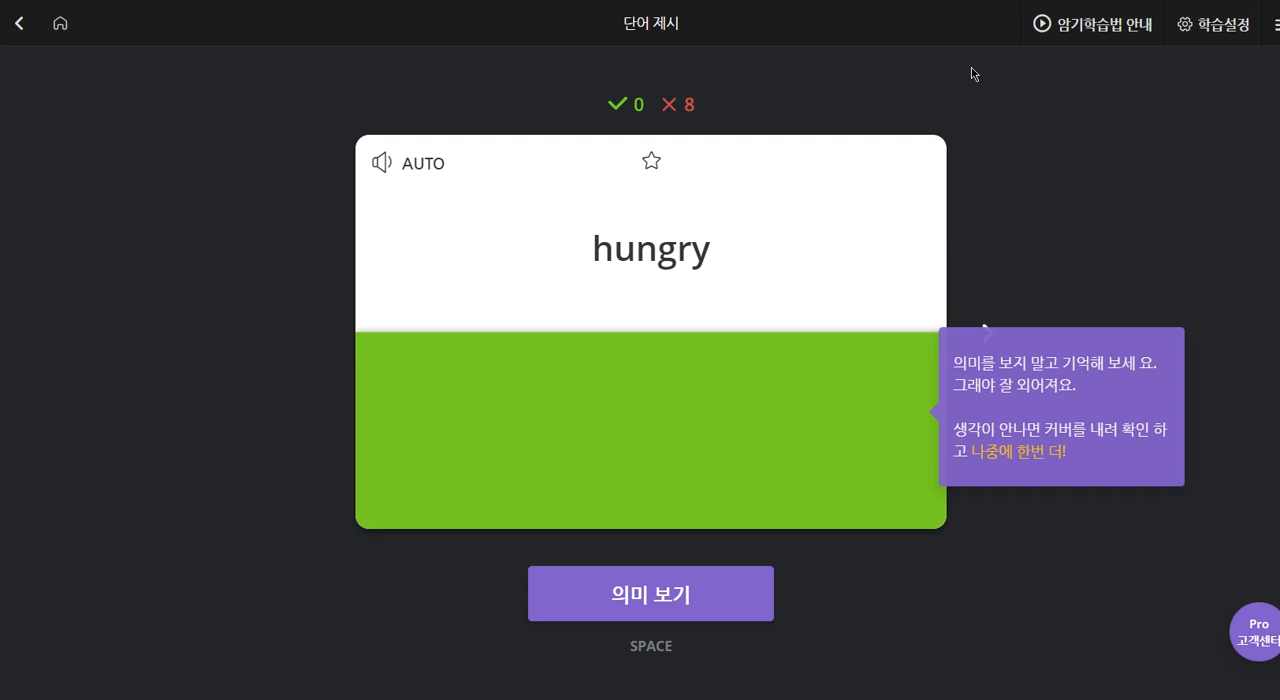 단어 제시
암기학습법 안내
학습설정
0
8
AUTO
hungry
의미를 보지 말고 기억해 보세 요.
그래야 잘 외어져요.
생각이 안나면 커버를 내려 확인 하
고 나중에 한번 더!
의미 보기
SPACE
Pro
고객센터